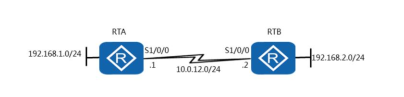 RTA
RTB
192.168.1.0/24
S1/0/0
S1/0/0
192.168.2.0/24
R
R
.1
10.0.12.0/24
.2